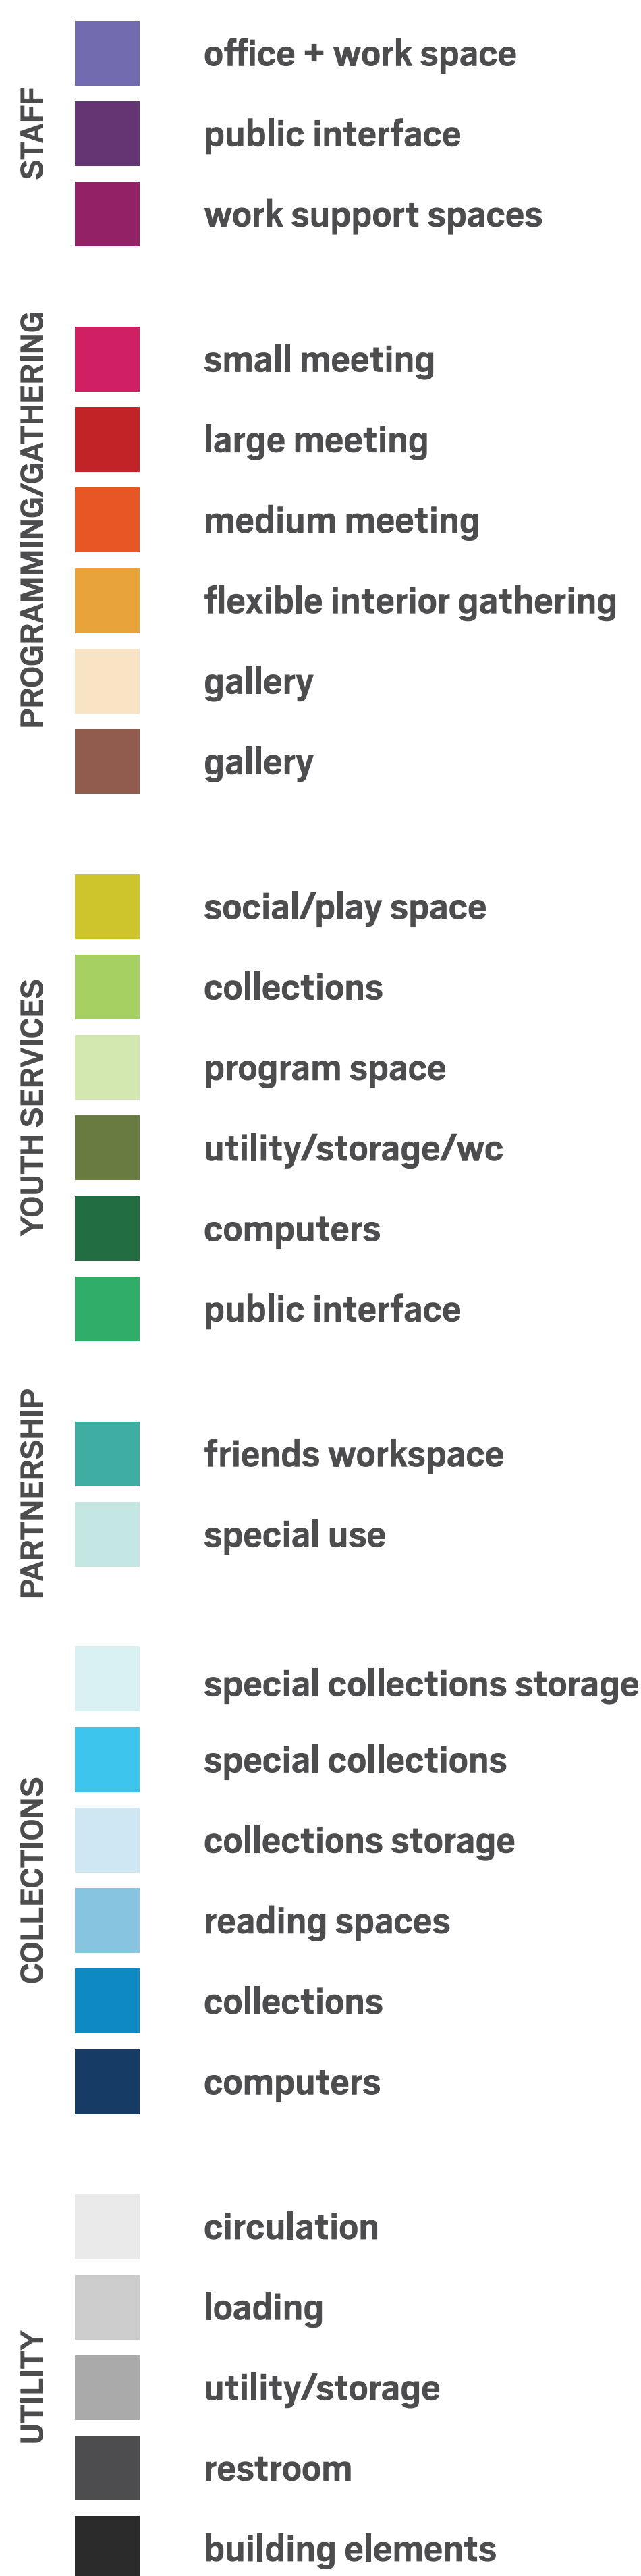 STAFF
office + work space
public interface
work support spaces
PROGRAMMING/GATHERING
small meeting
large meeting
medium meeting
flexible interior gathering
gallery
gallery
YOUTH SERVICES
social/play space
collections
program space
utility/storage/wc
computers
public interface
PARTNERSHIP
friends workspace
special use
COLLECTIONS
special collections storage
special collections
collections storage
reading spaces
collections
computers
UTILITY
circulation
loading
utility/storage
restroom
building elements